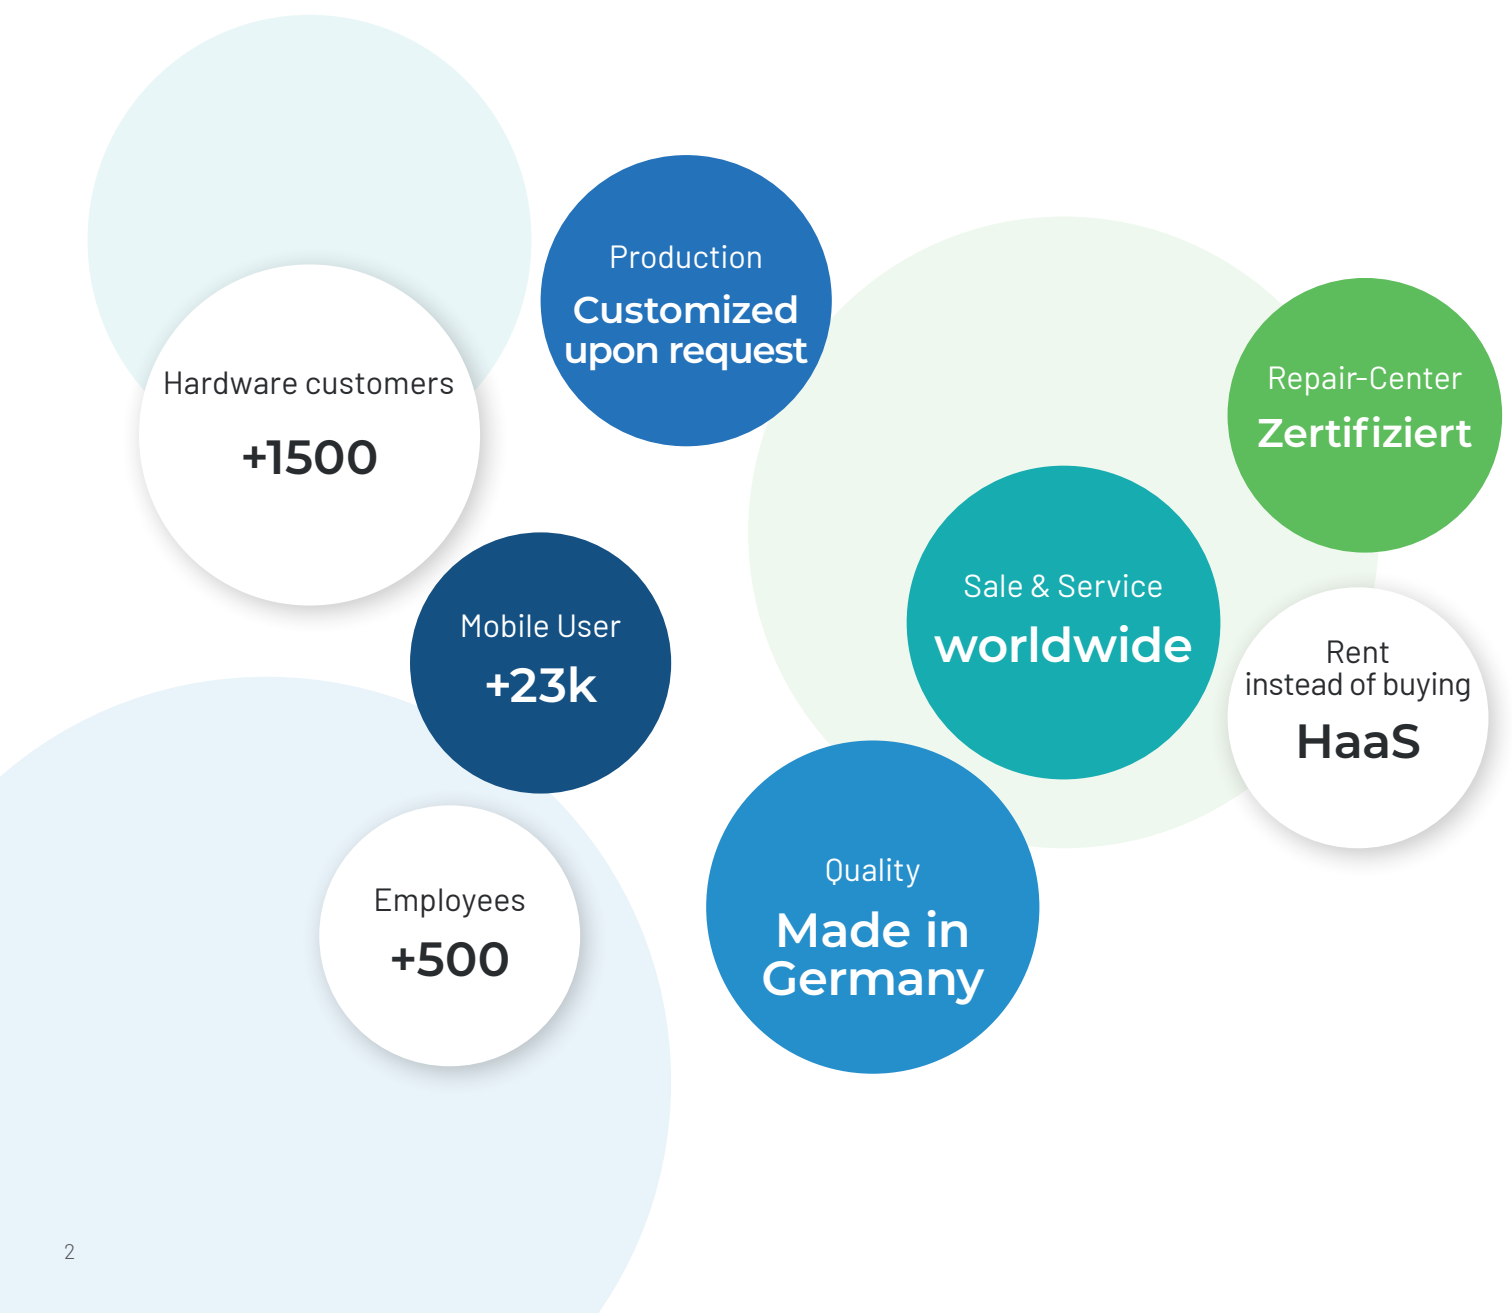 Production
Customized
upon request
Hardware customers
+1500
Repair-Center
Zertifiziert
Sale & Service
worldwide
Mobile User
+23k
Rent
instead of buying
HaaS
Quality
Made in
Germany
Employees
+500
2